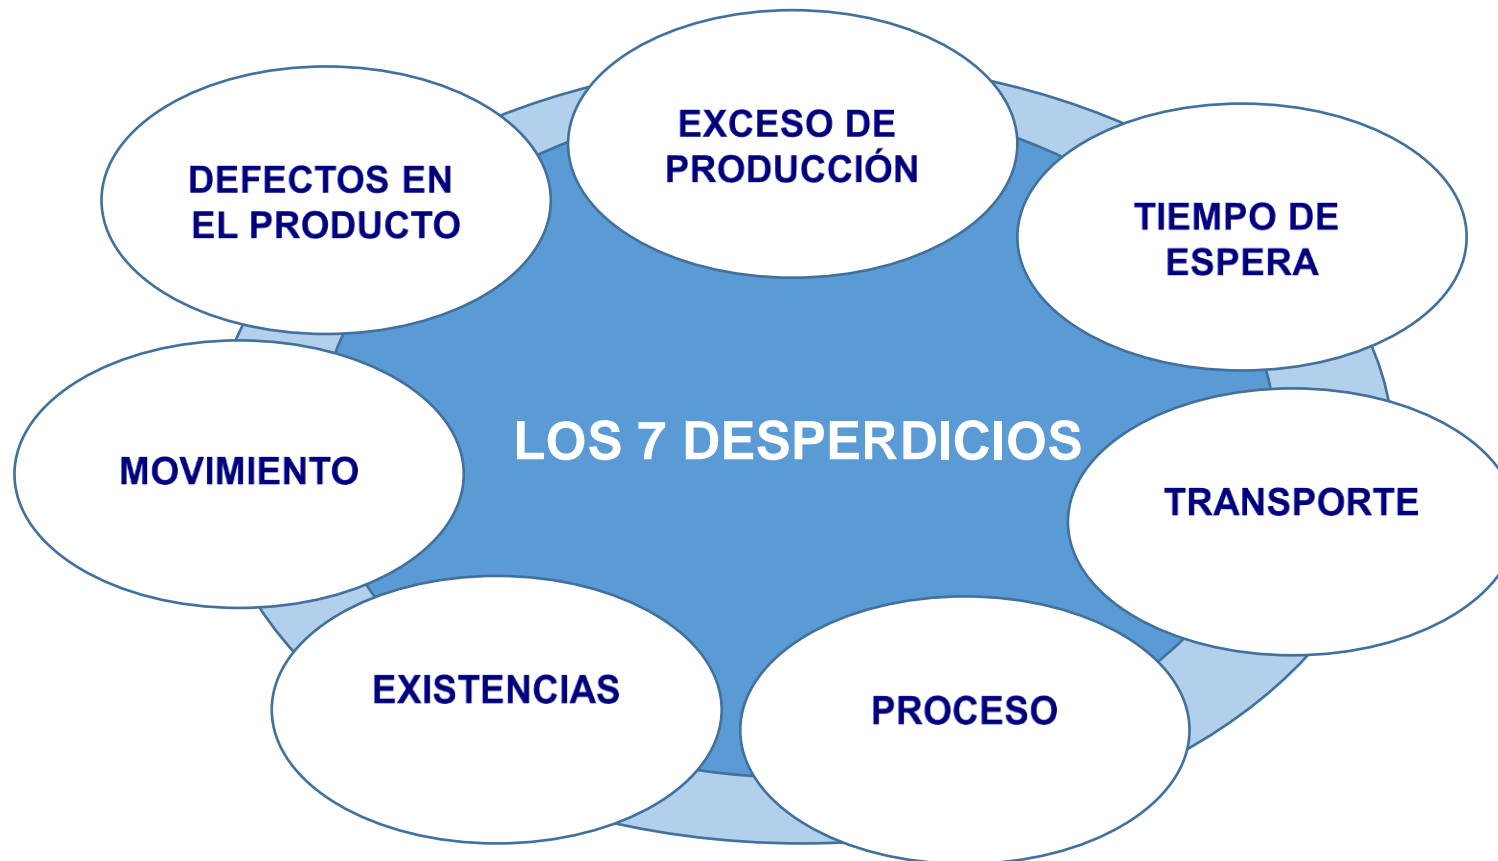 EXCESO DE
PRODUCCIÓN
DEFECTOS EN
EL PRODUCTO
TIEMPO DE
ESPERA
LOS 7 DESPERDICIOS
MOVIMIENTO
TRANSPORTE
EXISTENCIAS
PROCESO